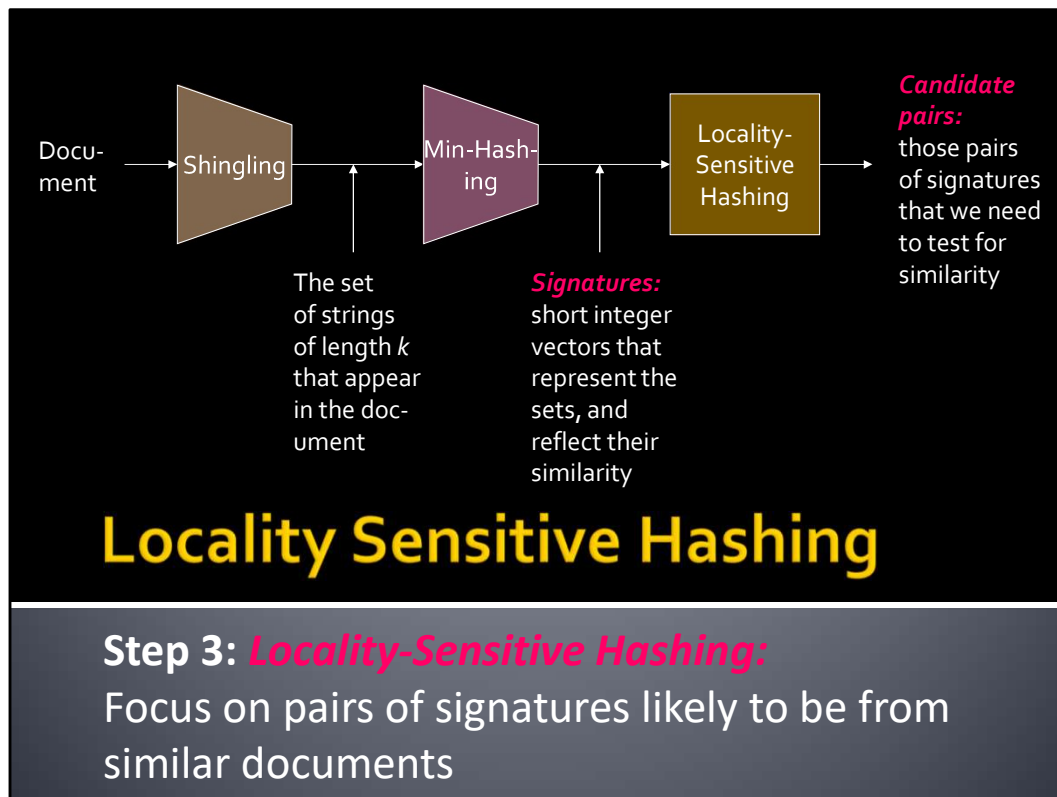 Docu-
ment
Shingling
Min-Hash-
ing
Locality-
Sensitive
Hashing
Candidate
pairs:
those pairs
of signatures
that we need
to test for
similarity
The set
of strings
of length k
that appear
in the doc-
ument
Signatures:
short integer
vectors that
represent the
sets, and
reflect their
similarity
Locality Sensitive Hashing
Step 3: Locality-Sensitive Hashing:
Focus on pairs of signatures likely to be from
similar documents